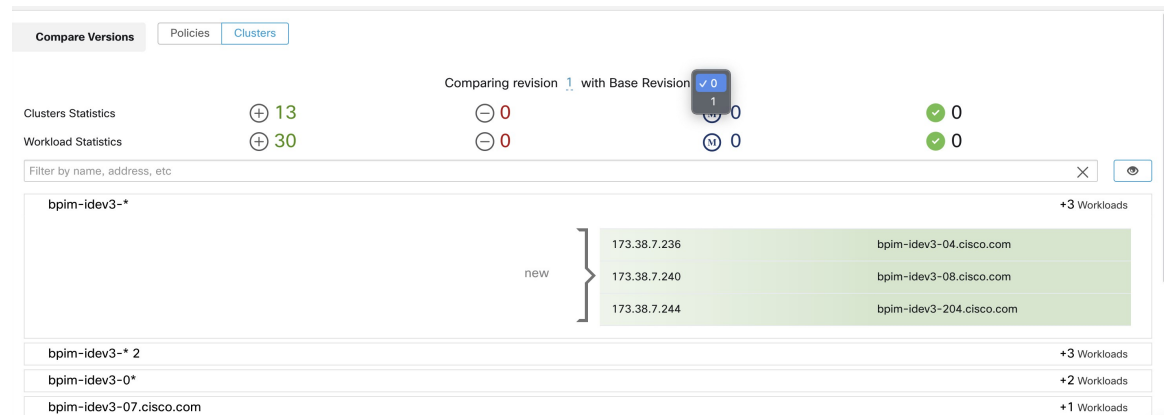 Compare Versions Policies Clusters
Comparing revision 1 with Base Revision ✓ 0
1
Clusters Statistics + 13 − 0 M 0 ✓ 0
Workload Statistics + 30 − 0 M 0 ✓ 0
Filter by name, address, etc
bpim-idev3-* +3 Workloads
173.38.7.236 bpim-idev3-04.cisco.com
new 173.38.7.240 bpim-idev3-08.cisco.com
173.38.7.244 bpim-idev3-204.cisco.com
bpim-idev3-* 2 +3 Workloads
bpim-idev3-0* +2 Workloads
bpim-idev3-07.cisco.com +1 Workloads